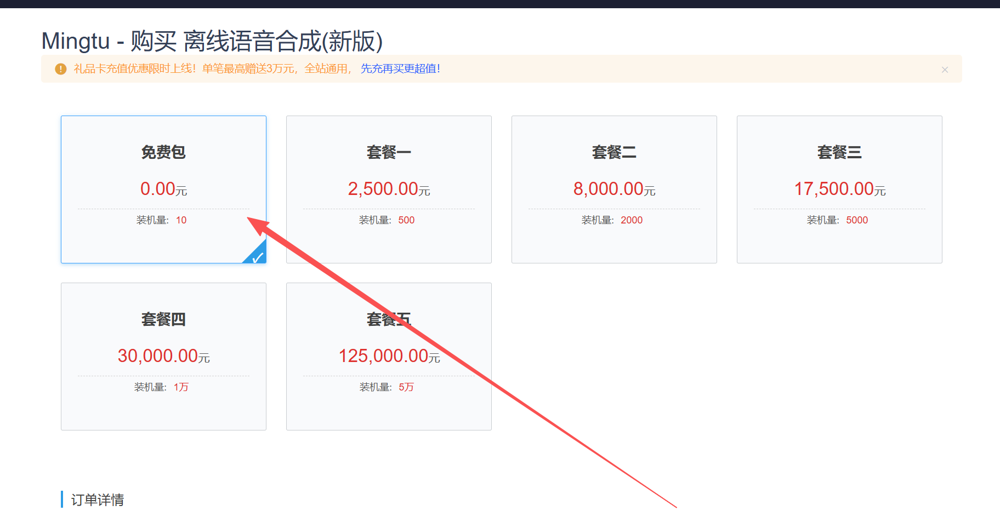 Mingtu - 购买 离线语音合成(新版)
礼品卡充值优惠限时上线！单笔最高赠送3万元，全站通用， 先充再买更超值！
免费包
0.00元
装机量: 10
套餐一
2,500.00元
装机量: 500
套餐二
8,000.00元
装机量: 2000
套餐三
17,500.00元
装机量: 5000
套餐四
30,000.00元
装机量: 1万
套餐五
125,000.00元
装机量: 5万
订单详情